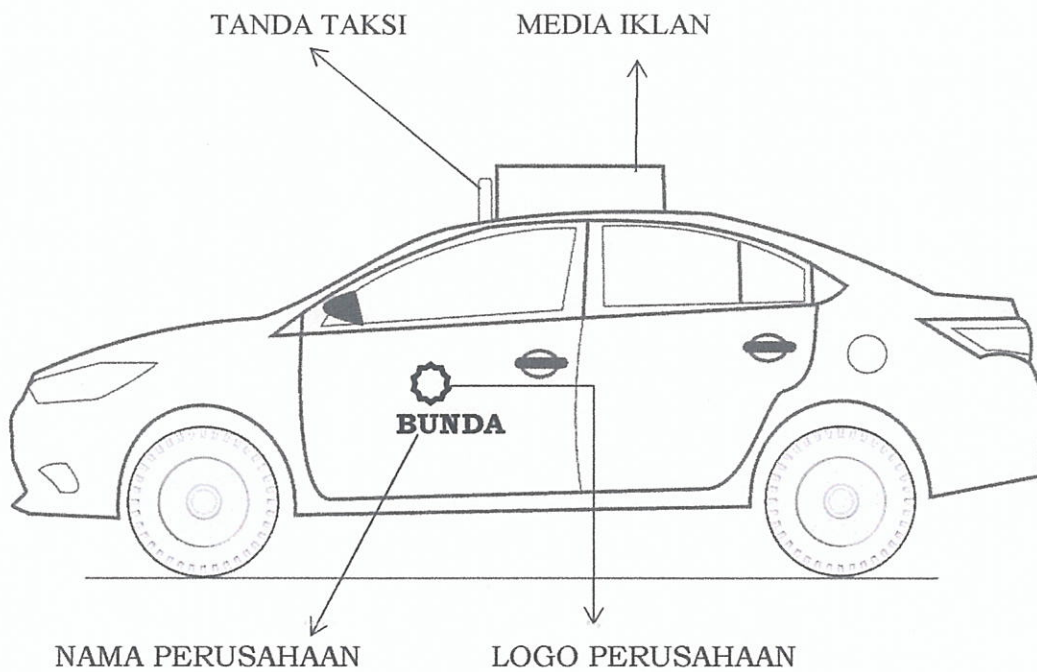 TANDA TAKSI
MEDIA IKLAN
BUNDA
NAMA PERUSAHAAN
LOGO PERUSAHAAN